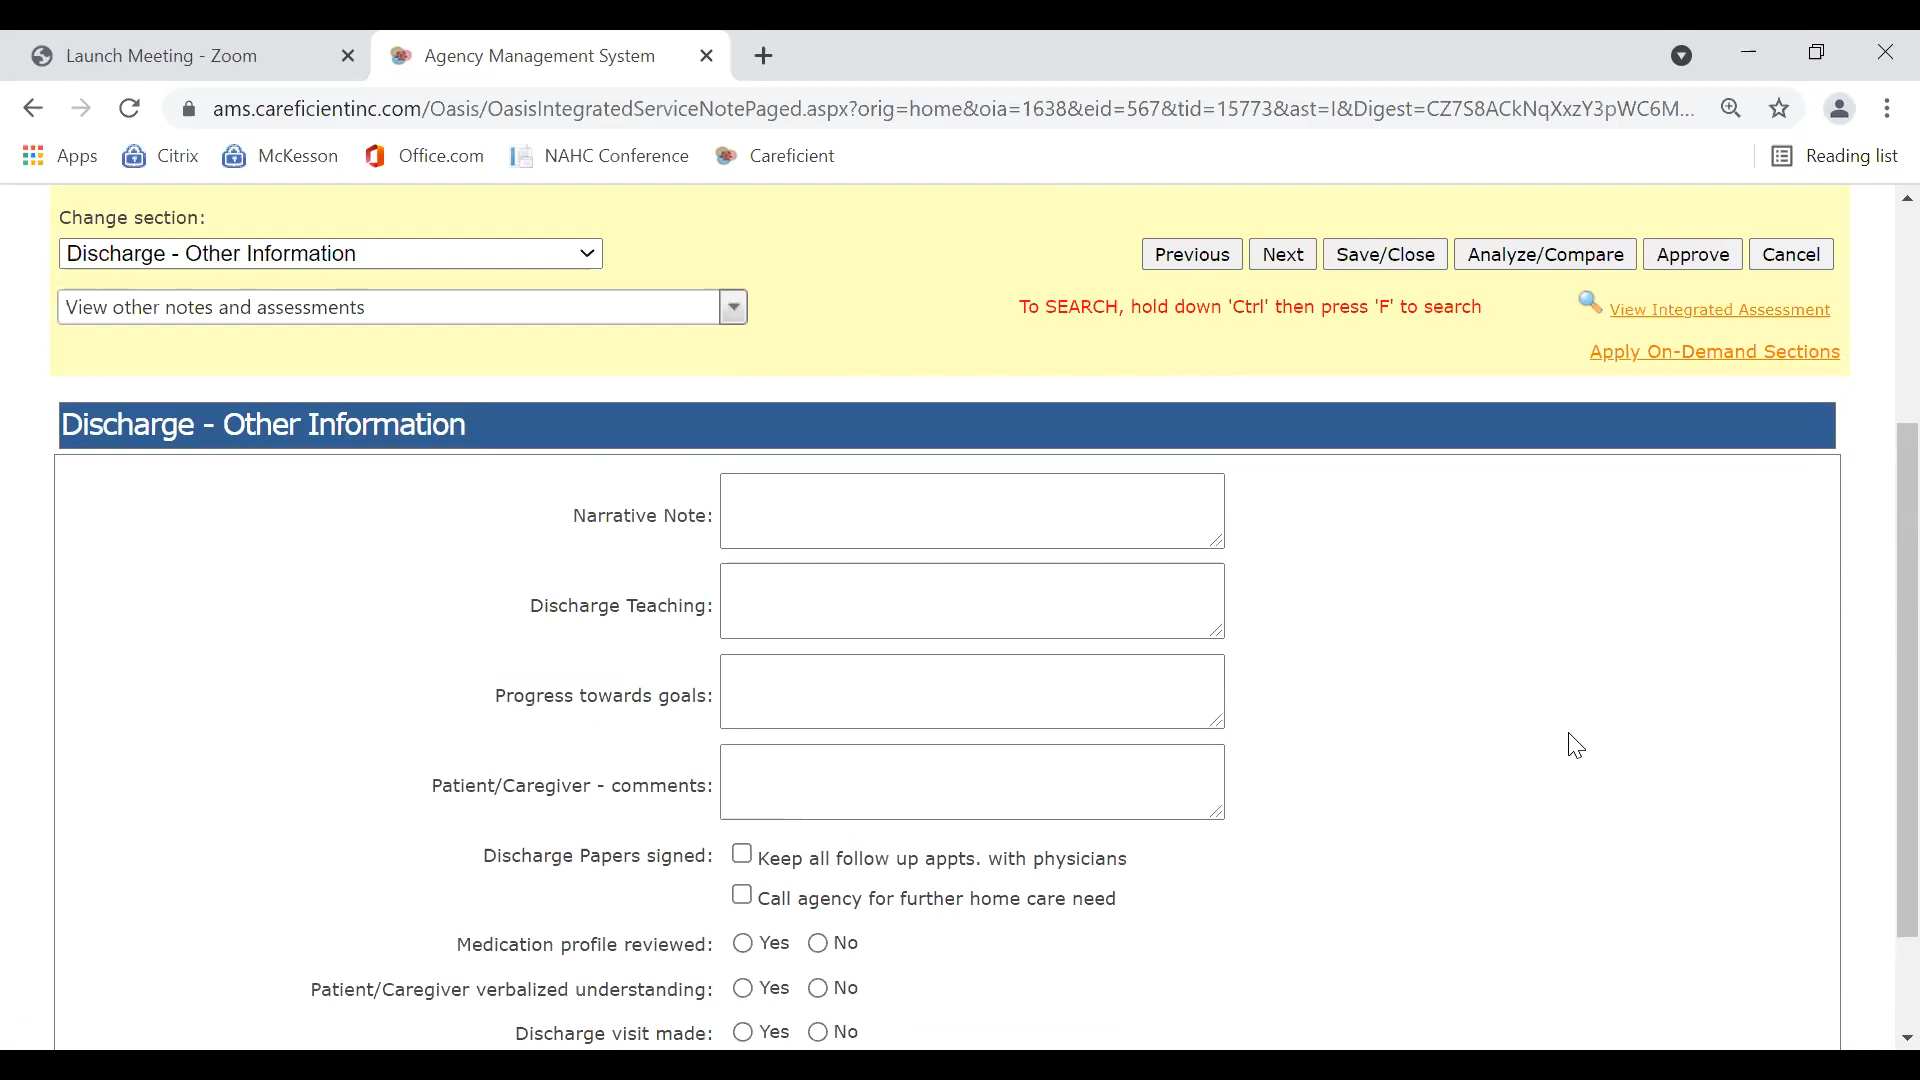 Launch Meeting - Zoom
Agency Management System
ams.careficientinc.com/Oasis/OasisIntegratedServiceNotePaged.aspx?orig=home&oia=1638&eid=567&tid=15773&ast=I&Digest=CZ7S8ACkNqXxzY3pWC6M...
Apps Citrix McKesson Office.com NAHC Conference Careficient Reading list
Change section:
Discharge - Other Information Previous Next Save/Close Analyze/Compare Approve Cancel
View other notes and assessments To SEARCH, hold down 'Ctrl' then press 'F' to search View Integrated Assessment
Apply On-Demand Sections
Discharge - Other Information
Narrative Note:
Discharge Teaching:
Progress towards goals:
Patient/Caregiver - comments:
Discharge Papers signed: Keep all follow up appts. with physicians
Call agency for further home care need
Medication profile reviewed: Yes No
Patient/Caregiver verbalized understanding: Yes No
Discharge visit made: Yes No